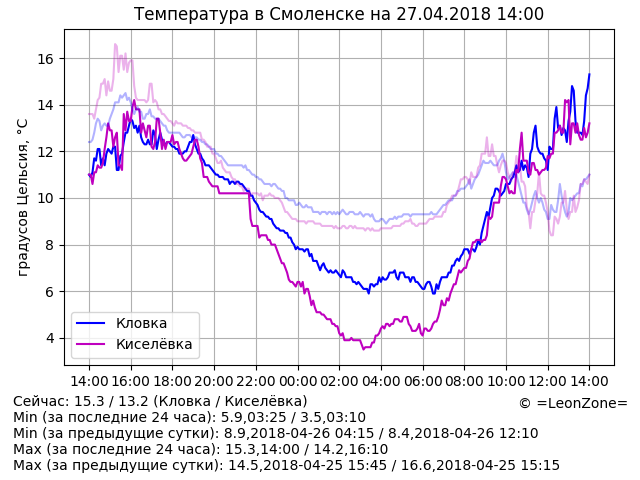 Температура в Смоленске на 27.04.2018 14:00
градусов Цельсия, °C
16
14
12
10
8
6
4
Кловка
Киселёвка
14:00 16:00 18:00 20:00 22:00 00:00 02:00 04:00 06:00 08:00 10:00 12:00 14:00
Сейчас: 15.3 / 13.2 (Кловка / Киселёвка)
© =LeonZone=
Min (за последние 24 часа): 5.9,03:25 / 3.5,03:10
Min (за предыдущие сутки): 8.9,2018-04-26 04:15 / 8.4,2018-04-26 12:10
Max (за последние 24 часа): 15.3,14:00 / 14.2,16:10
Max (за предыдущие сутки): 14.5,2018-04-25 15:45 / 16.6,2018-04-25 15:15